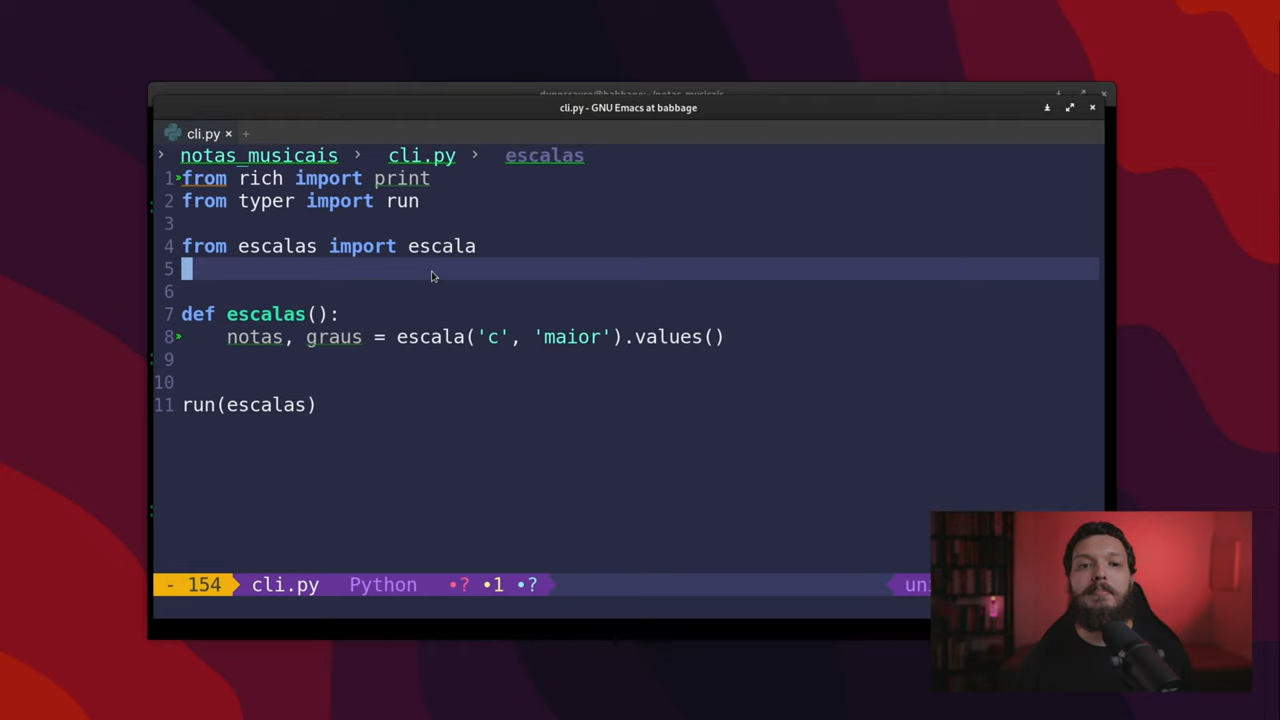 cli.py - GNU Emacs at babbage
cli.py × +
› notas_musicais › cli.py › escalas
1 from rich import print
2 from typer import run
3
4 from escalas import escala
5
6
7 def escalas():
8 notas, graus = escala('c', 'maior').values()
9
10
11 run(escalas)
- 154 cli.py Python •? •1 •?